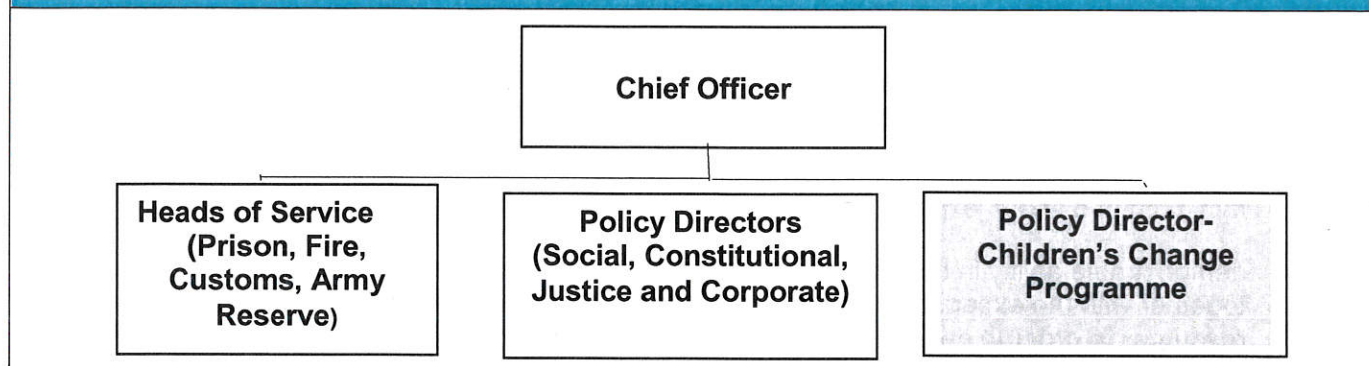 Chief Officer
Heads of Service
(Prison, Fire,
Customs, Army
Reserve)
Policy Directors
(Social, Constitutional,
Justice and Corporate)
Policy Director-
Children's Change
Programme